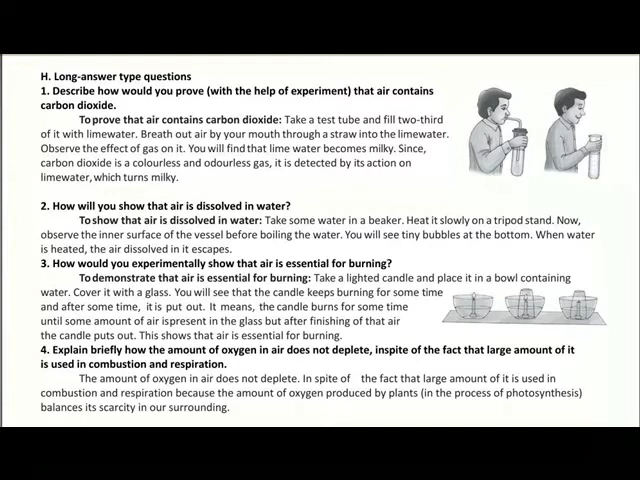 H. Long-answer type questions
1. Describe how would you prove (with the help of experiment) that air contains
carbon dioxide.
To prove that air contains carbon dioxide: Take a test tube and fill two-third
of it with limewater. Breath out air by your mouth through a straw into the limewater.
Observe the effect of gas on it. You will find that lime water becomes milky. Since,
carbon dioxide is a colourless and odourless gas, it is detected by its action on
limewater, which turns milky.
2. How will you show that air is dissolved in water?
To show that air is dissolved in water: Take some water in a beaker. Heat it slowly on a tripod stand. Now,
observe the inner surface of the vessel before boiling the water. You will see tiny bubbles at the bottom. When water
is heated, the air dissolved in it escapes.
3. How would you experimentally show that air is essential for burning?
To demonstrate that air is essential for burning: Take a lighted candle and place it in a bowl containing
water. Cover it with a glass. You will see that the candle keeps burning for some time
and after some time, it is put out. It means, the candle burns for some time
until some amount of air ispresent in the glass but after finishing of that air
the candle puts out. This shows that air is essential for burning.
4. Explain briefly how the amount of oxygen in air does not deplete, inspite of the fact that large amount of it
is used in combustion and respiration.
The amount of oxygen in air does not deplete. In spite of the fact that large amount of it is used in
combustion and respiration because the amount of oxygen produced by plants (in the process of photosynthesis)
balances its scarcity in our surrounding.